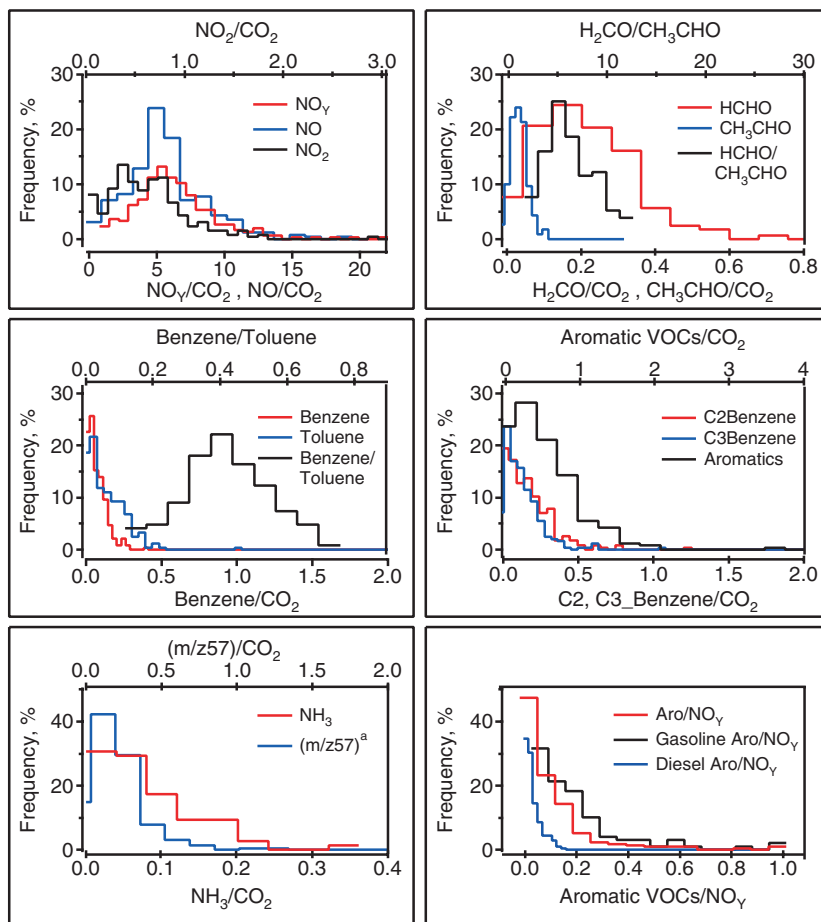 NO₂/CO₂
0.0 1.0 2.0 3.0
Frequency, %
30
20
10
0
NO_Y
NO
NO₂
0 5 10 15 20
NO_Y/CO₂ , NO/CO₂
H₂CO/CH₃CHO
0 10 20 30
Frequency, %
30
20
10
0
HCHO
CH₃CHO
HCHO/
CH₃CHO
0.0 0.2 0.4 0.6 0.8
H₂CO/CO₂ , CH₃CHO/CO₂
Benzene/Toluene
0.0 0.2 0.4 0.6 0.8
Frequency, %
30
20
10
0
Benzene
Toluene
Benzene/
Toluene
0.0 0.5 1.0 1.5 2.0
Benzene/CO₂
Aromatic VOCs/CO₂
0 1 2 3 4
Frequency, %
30
20
10
0
C2Benzene
C3Benzene
Aromatics
0.0 0.5 1.0 1.5 2.0
C2, C3_Benzene/CO₂
(m/z57)/CO₂
0.0 0.5 1.0 1.5 2.0
Frequency, %
40
20
0
NH₃
(m/z57)ᵃ
0.0 0.1 0.2 0.3 0.4
NH₃/CO₂
Frequency, %
40
20
0
Aro/NO_Y
Gasoline Aro/NO_Y
Diesel Aro/NO_Y
0.0 0.2 0.4 0.6 0.8 1.0
Aromatic VOCs/NO_Y